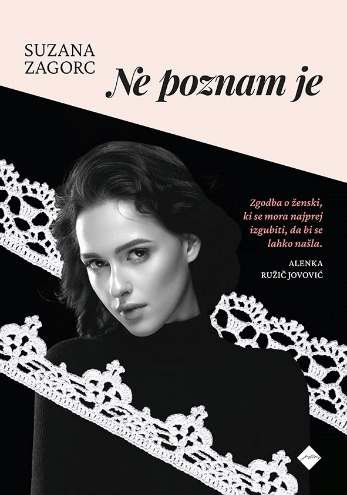 SUZANA
ZAGORC
Ne poznam je
Zgodba o ženski,
ki se mora najprej
izgubiti, da bi se
lahko našla.
ALENKA
RUŽIČ JOVOVIĆ